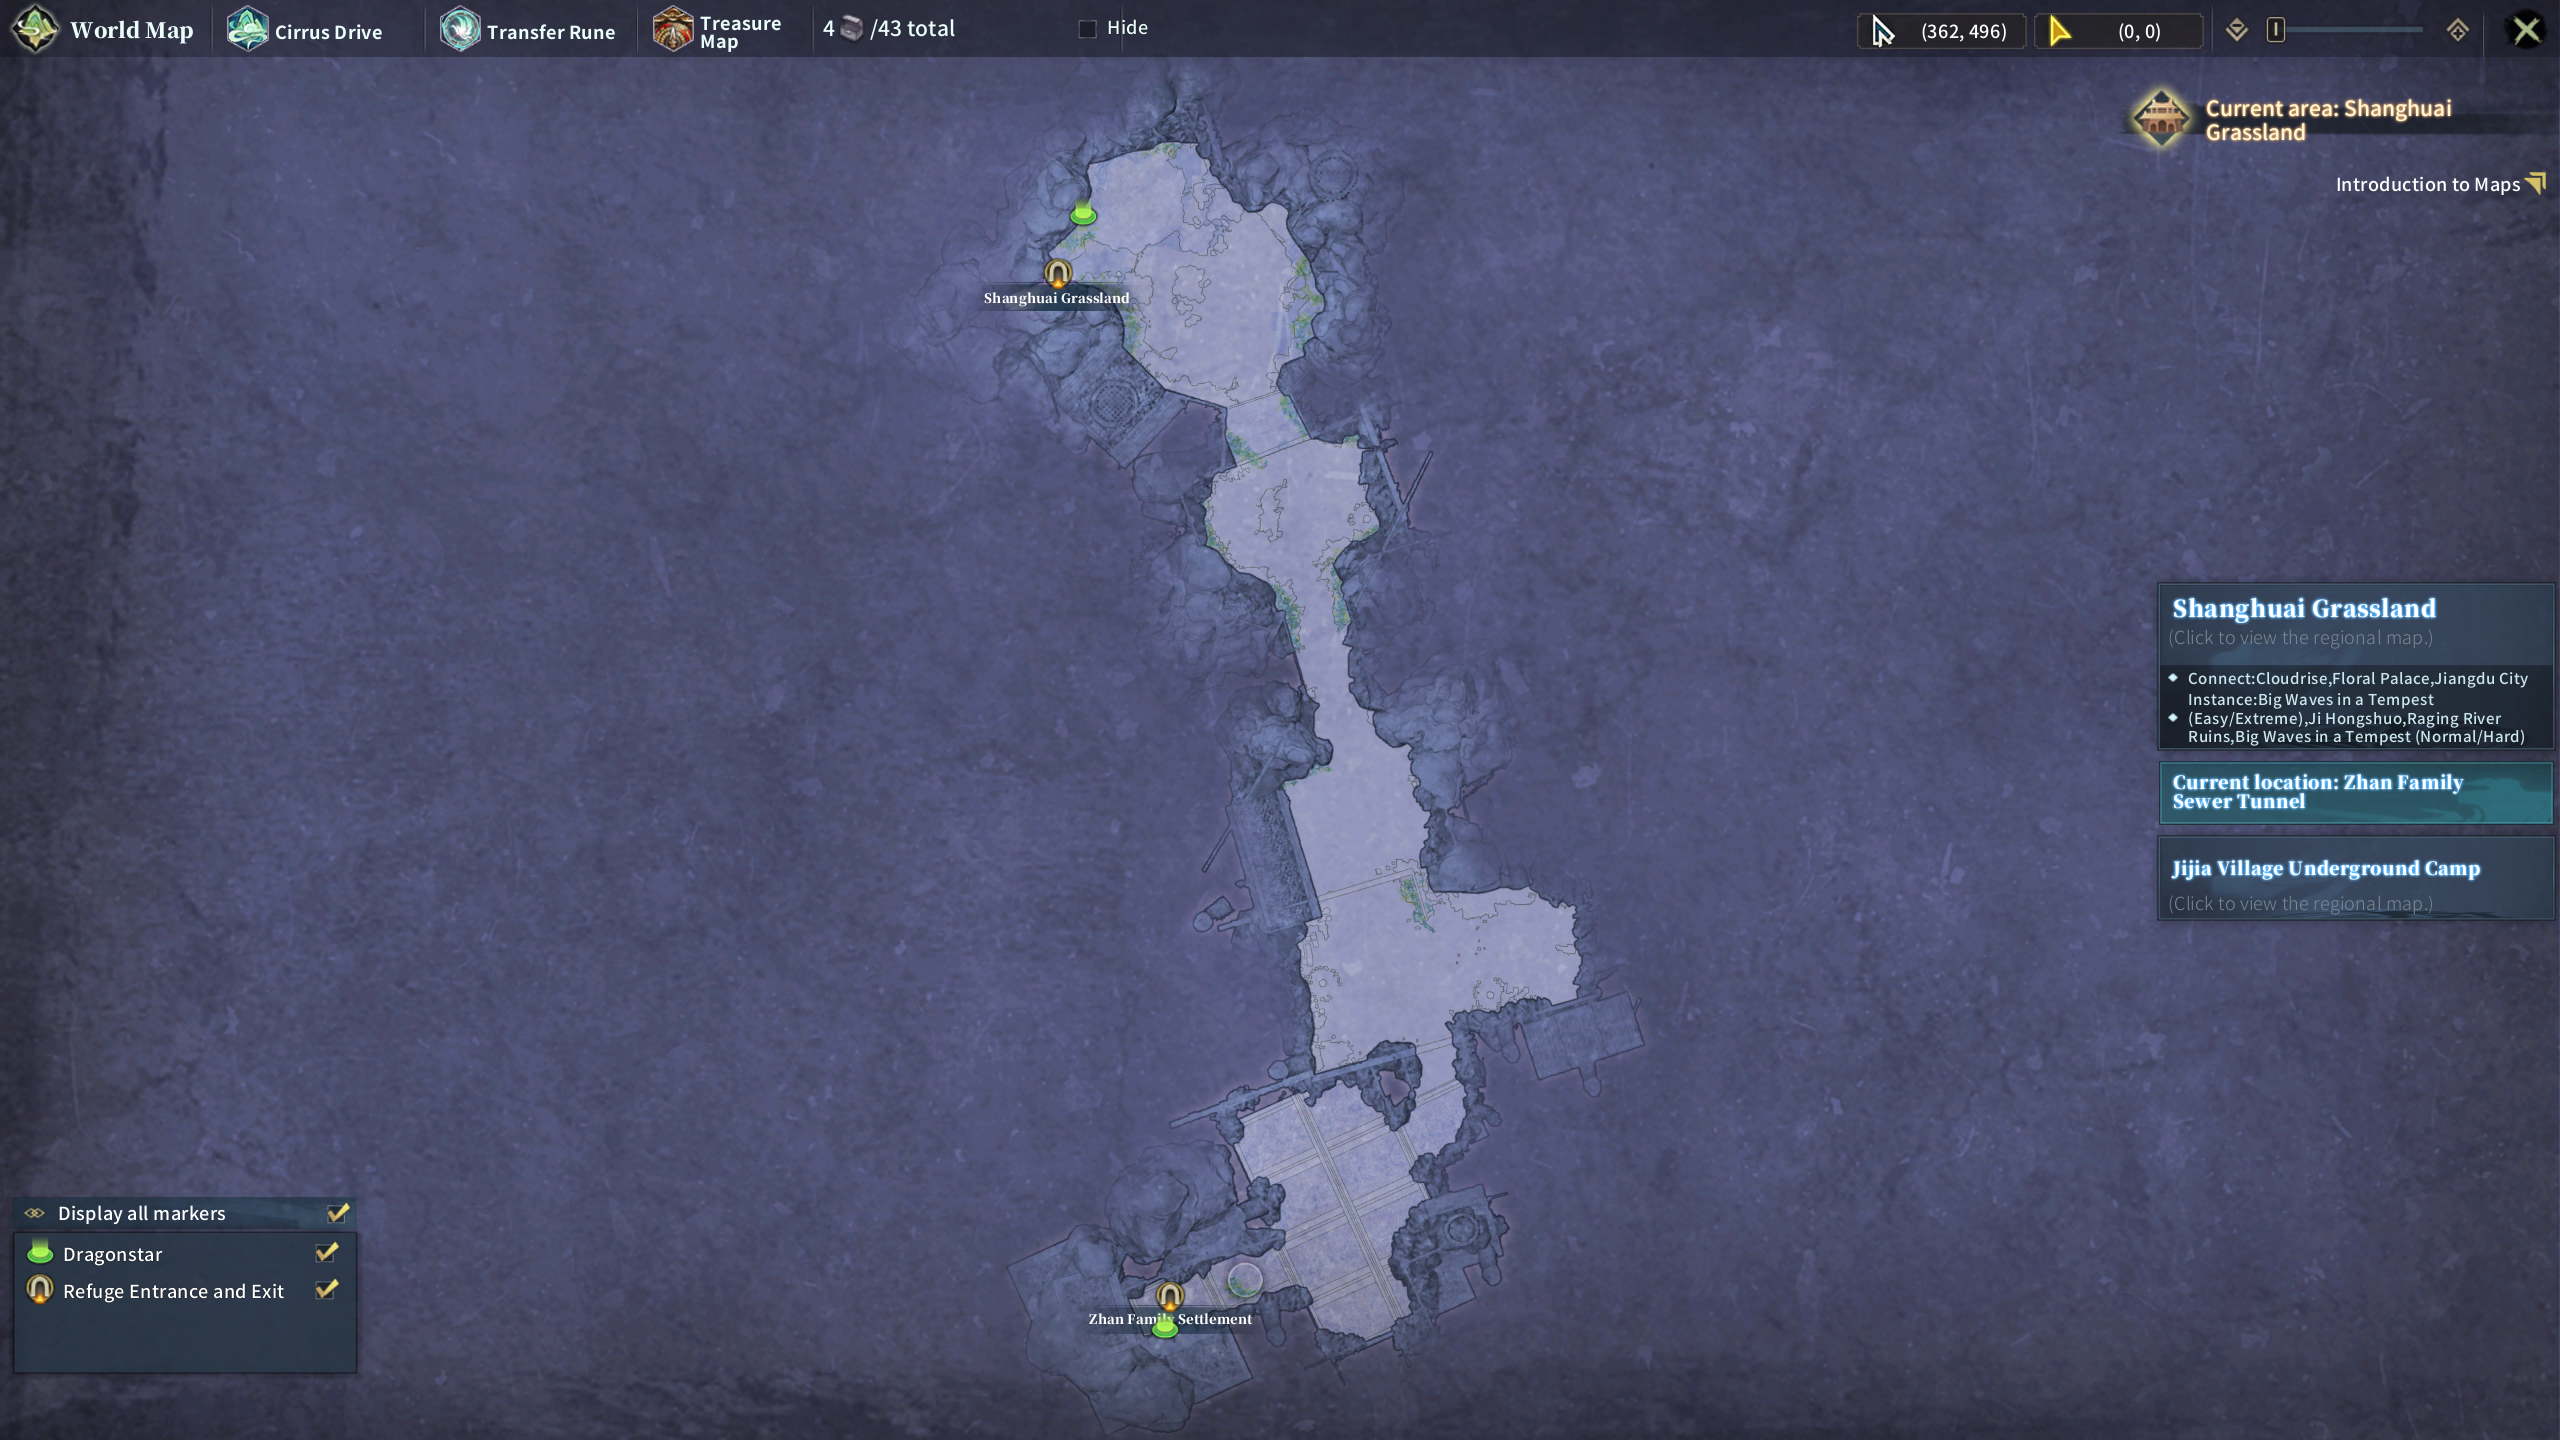 World Map
Cirrus Drive
Transfer Rune
Treasure
Map
4 /43 total
Hide
(362, 496)
(0, 0)
Current area: Shanghuai
Grassland
Introduction to Maps
Shanghuai Grassland
Shanghuai Grassland
(Click to view the regional map.)
Connect:Cloudrise,Floral Palace,Jiangdu City
Instance:Big Waves in a Tempest
(Easy/Extreme),Ji Hongshuo,Raging River
Ruins,Big Waves in a Tempest (Normal/Hard)
Current location: Zhan Family
Sewer Tunnel
Jijia Village Underground Camp
(Click to view the regional map.)
Display all markers
Dragonstar
Refuge Entrance and Exit
Zhan Family Settlement